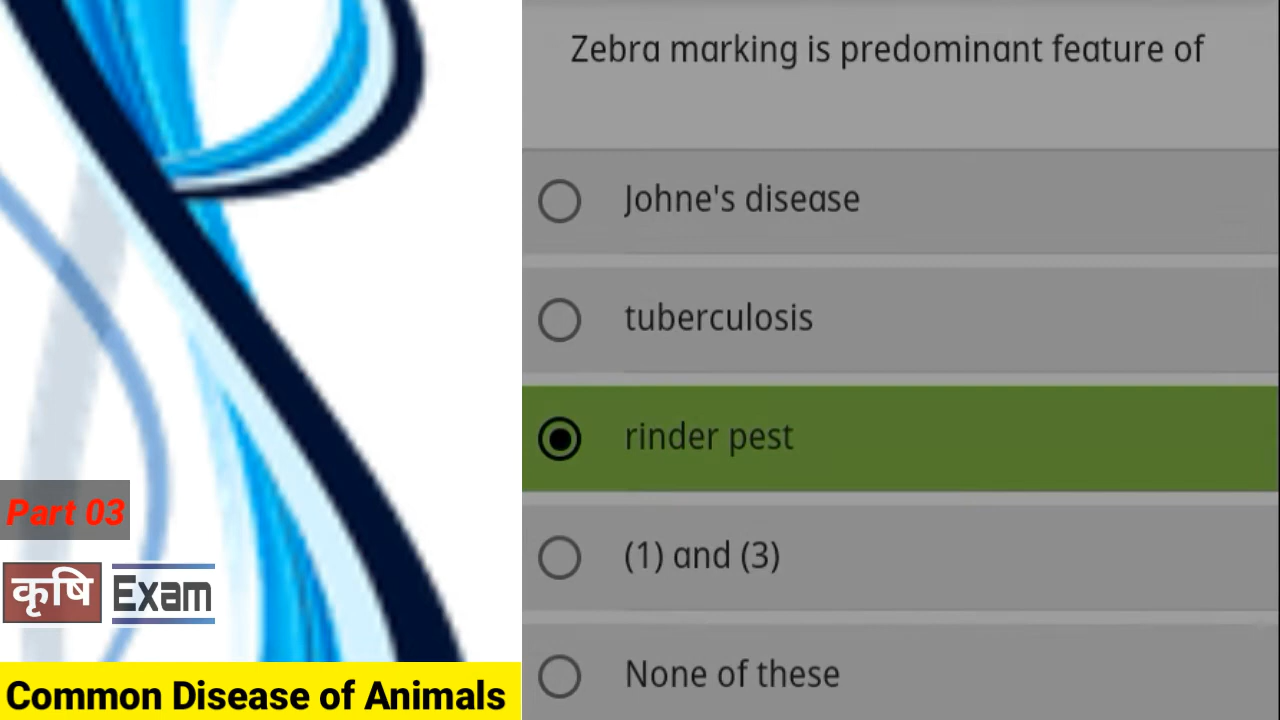 Zebra marking is predominant feature of
Johne's disease
tuberculosis
rinder pest
(1) and (3)
None of these
Part 03
कृषि Exam
Common Disease of Animals